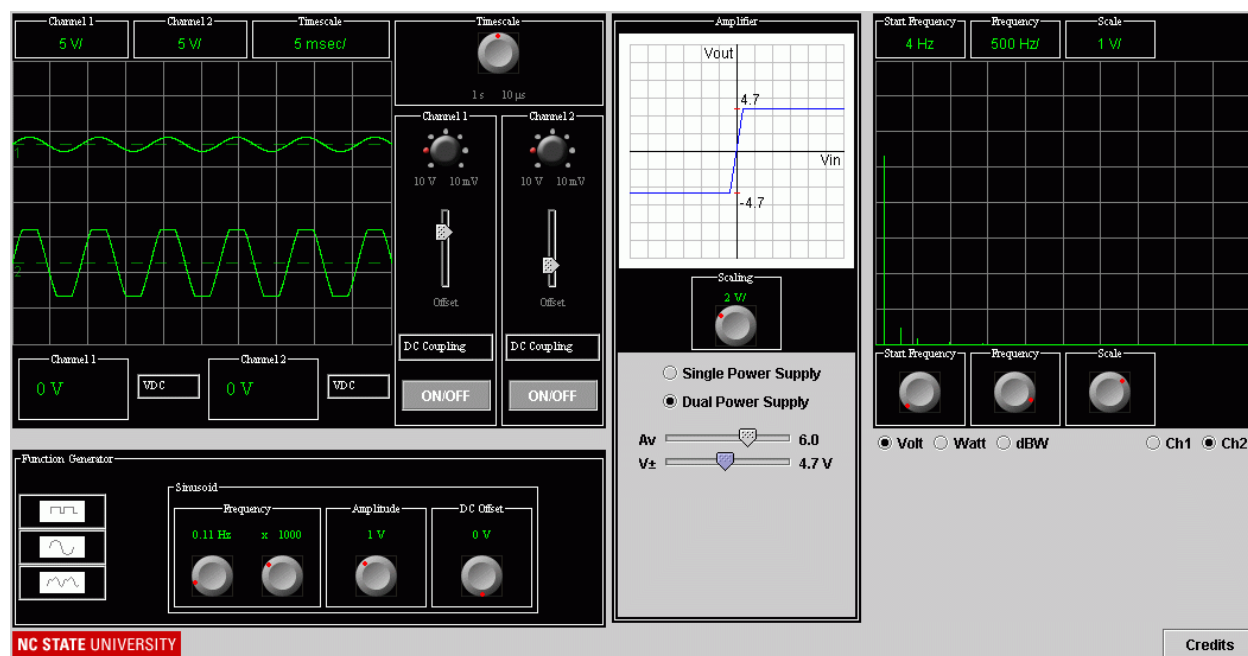 Channel 1
5 V/
Channel 2
5 V/
Timescale
5 msec/
1
2
Channel 1
0 V
VDC
Channel 2
0 V
VDC
Timescale
1 s 10 µs
Channel 1
10 V 10 mV
Offset
DC Coupling
ON/OFF
Channel 2
10 V 10 mV
Offset
DC Coupling
ON/OFF
Amplifier
Vout
4.7
Vin
-4.7
Scaling
2 V/
Single Power Supply
Dual Power Supply
Av 6.0
V± 4.7 V
Start Frequency
4 Hz
Frequency
500 Hz/
Scale
1 V/
Start Frequency
Frequency
Scale
Volt Watt dBW Ch1 Ch2
Function Generator
Sinusoid
Frequency
0.11 Hz x 1000
Amplitude
1 V
DC Offset
0 V
NC STATE UNIVERSITY
Credits